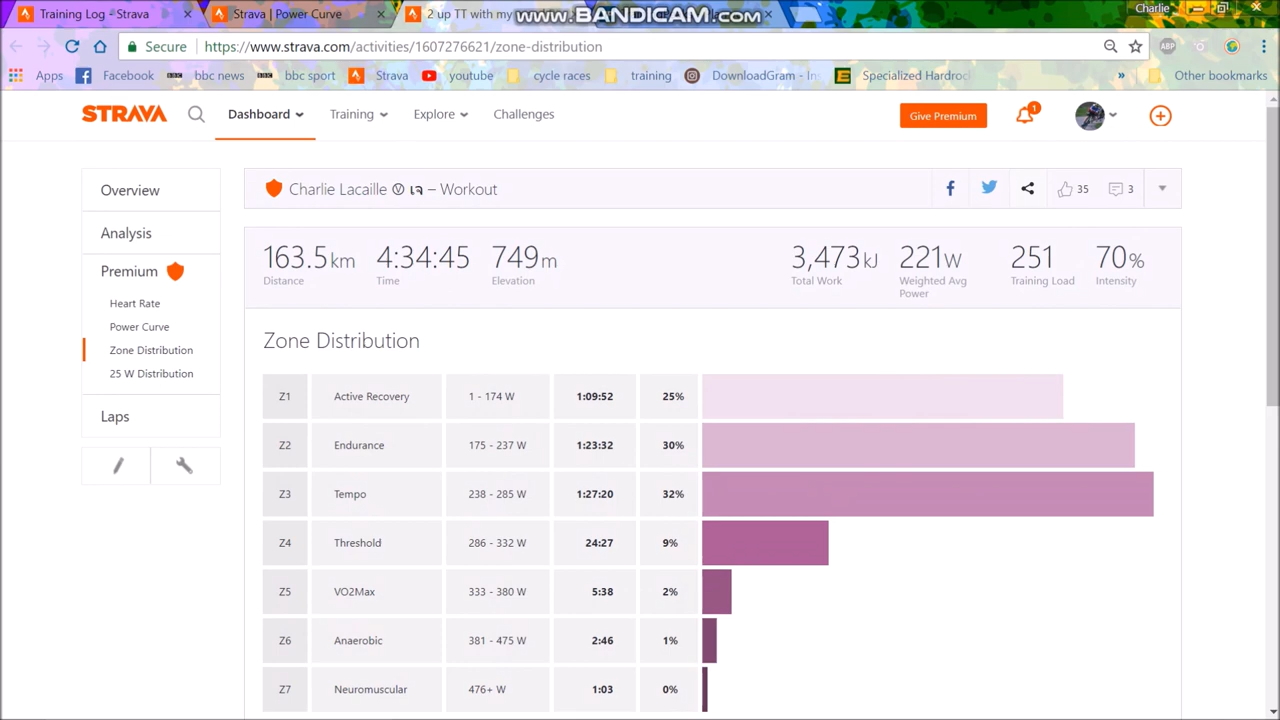 Training Log - Strava × Strava | Power Curve × 2 up TT with my × Charlie
www.BANDICAM.com
Secure https://www.strava.com/activities/1607276621/zone-distribution ABP
Apps Facebook bbc news bbc sport Strava youtube cycle races training DownloadGram - In Specialized Hardroc » Other bookmarks
STRAVA Dashboard Training Explore Challenges Give Premium 1
Overview
Analysis
Premium
Heart Rate
Power Curve
Zone Distribution
25 W Distribution
Laps
Charlie Lacaille Ⓥ – Workout 35 3
163.5km 4:34:45 749m 3,473kJ 221W 251 70%
Distance Time Elevation Total Work Weighted Avg Training Load Intensity
Power
Zone Distribution
Z1 Active Recovery 1 - 174 W 1:09:52 25%
Z2 Endurance 175 - 237 W 1:23:32 30%
Z3 Tempo 238 - 285 W 1:27:20 32%
Z4 Threshold 286 - 332 W 24:27 9%
Z5 VO2Max 333 - 380 W 5:38 2%
Z6 Anaerobic 381 - 475 W 2:46 1%
Z7 Neuromuscular 476+ W 1:03 0%